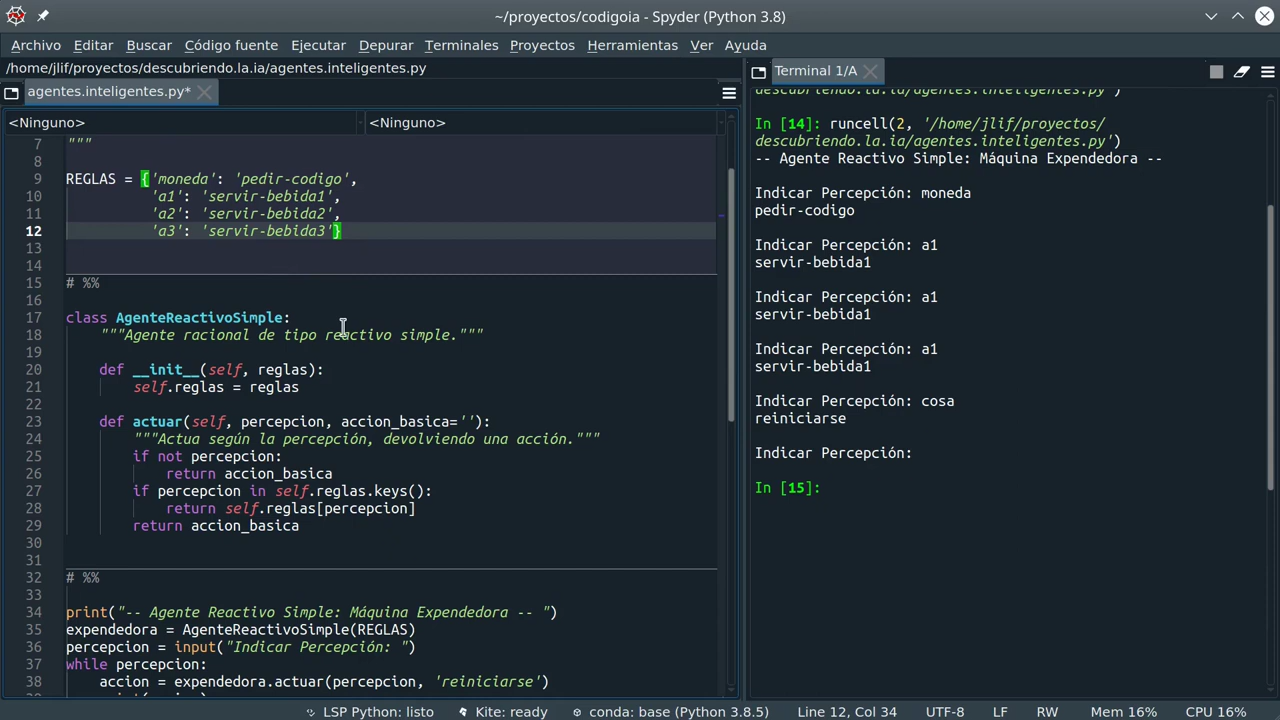 ~/proyectos/codigoia - Spyder (Python 3.8)
Archivo Editar Buscar Código fuente Ejecutar Depurar Terminales Proyectos Herramientas Ver Ayuda
/home/jlif/proyectos/descubriendo.la.ia/agentes.inteligentes.py
agentes.inteligentes.py*
<Ninguno> <Ninguno>
7 """
8
9 REGLAS = {'moneda': 'pedir-codigo',
10 'a1': 'servir-bebida1',
11 'a2': 'servir-bebida2',
12 'a3': 'servir-bebida3'}
13
14
15 # %%
16
17 class AgenteReactivoSimple:
18 """Agente racional de tipo reactivo simple."""
19
20 def __init__(self, reglas):
21 self.reglas = reglas
22
23 def actuar(self, percepcion, accion_basica=''):
24 """Actua según la percepción, devolviendo una acción."""
25 if not percepcion:
26 return accion_basica
27 if percepcion in self.reglas.keys():
28 return self.reglas[percepcion]
29 return accion_basica
30
31
32 # %%
33
34 print("-- Agente Reactivo Simple: Máquina Expendedora -- ")
35 expendedora = AgenteReactivoSimple(REGLAS)
36 percepcion = input("Indicar Percepción: ")
37 while percepcion:
38 accion = expendedora.actuar(percepcion, 'reiniciarse')
Terminal 1/A
descubriendo.la.ia/agentes.inteligentes.py')
In [14]: runcell(2, '/home/jlif/proyectos/
descubriendo.la.ia/agentes.inteligentes.py')
-- Agente Reactivo Simple: Máquina Expendedora --
Indicar Percepción: moneda
pedir-codigo
Indicar Percepción: a1
servir-bebida1
Indicar Percepción: a1
servir-bebida1
Indicar Percepción: a1
servir-bebida1
Indicar Percepción: cosa
reiniciarse
Indicar Percepción:
In [15]:
LSP Python: listo Kite: ready conda: base (Python 3.8.5) Line 12, Col 34 UTF-8 LF RW Mem 16% CPU 16%